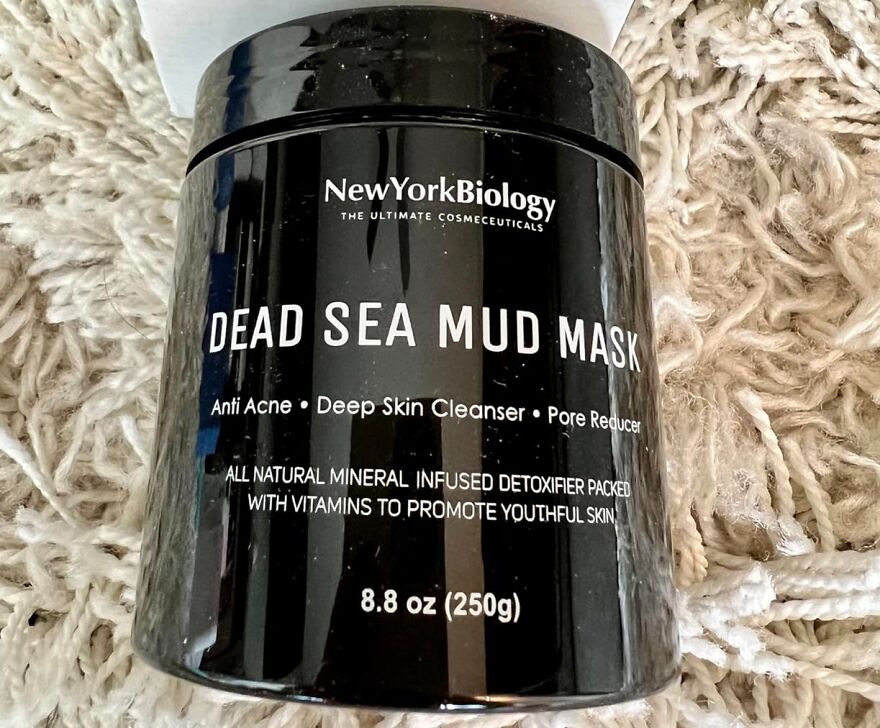 NewYorkBiology
THE ULTIMATE COSMECEUTICALS
DEAD SEA MUD MASK
Anti Acne • Deep Skin Cleanser • Pore Reducer
ALL NATURAL MINERAL INFUSED DETOXIFIER PACKED
WITH VITAMINS TO PROMOTE YOUTHFUL SKIN
8.8 oz (250g)